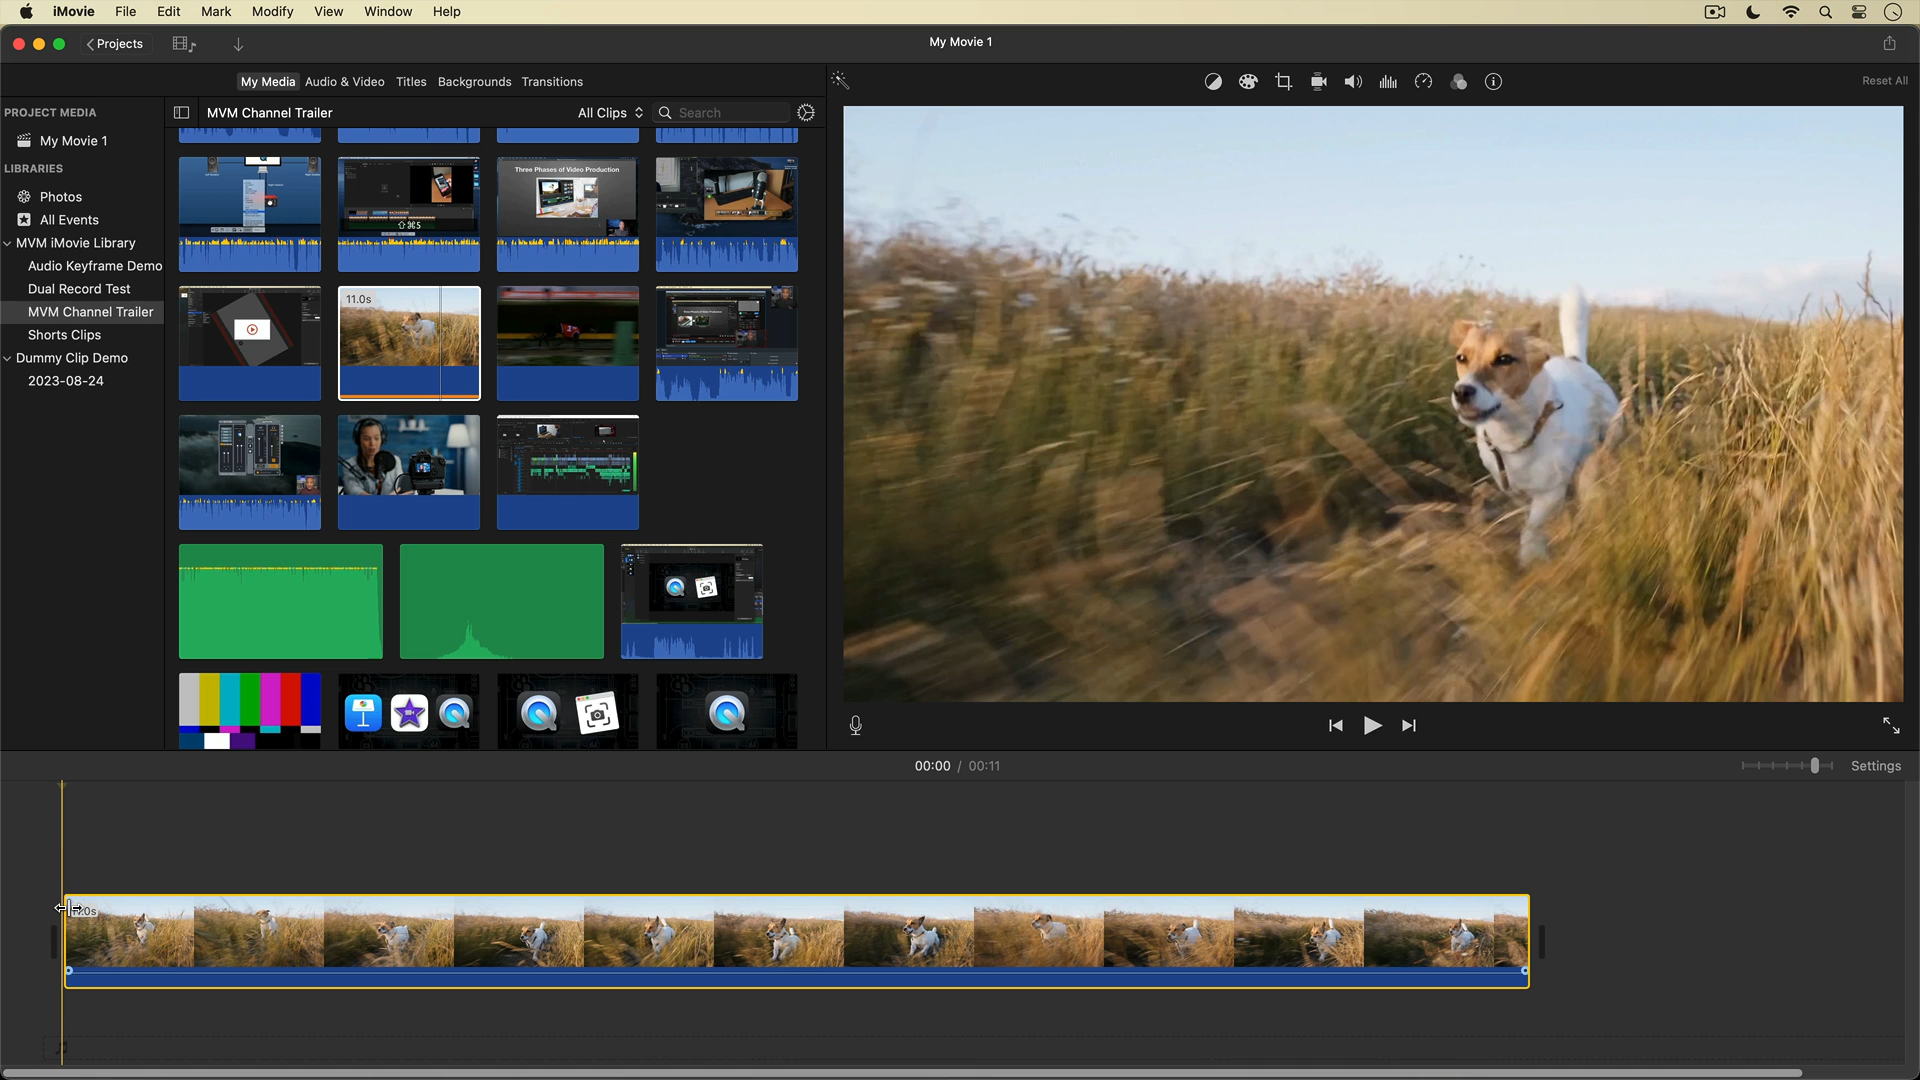 iMovie File Edit Mark Modify View Window Help
Projects
My Movie 1
My Media Audio & Video Titles Backgrounds Transitions
Reset All
PROJECT MEDIA
MVM Channel Trailer
All Clips
Search
My Movie 1
LIBRARIES
Photos
All Events
MVM iMovie Library
Audio Keyframe Demo
Dual Record Test
MVM Channel Trailer
Shorts Clips
Dummy Clip Demo
2023-08-24
Three Phases of Video Production
⇧⌘5
11.0s
00:00 / 00:11
Settings